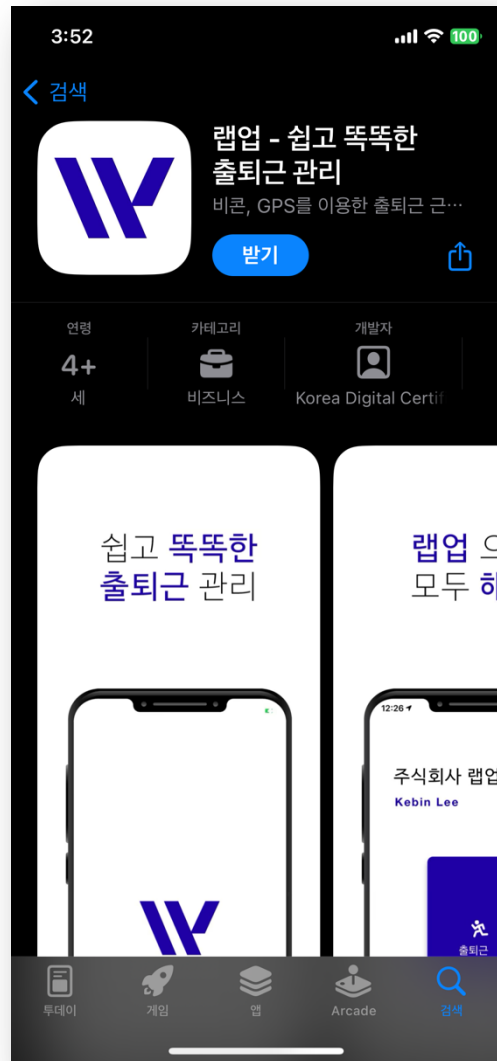 3:52
100
검색
랩업 - 쉽고 똑똑한
출퇴근 관리
비콘, GPS를 이용한 출퇴근 근…
받기
연령
카테고리
개발자
4+
세
비즈니스
Korea Digital Certif
쉽고 똑똑한
출퇴근 관리
랩업
모두
12:26
주식회사 랩업
Kebin Lee
출퇴근
투데이
게임
앱
Arcade
검색